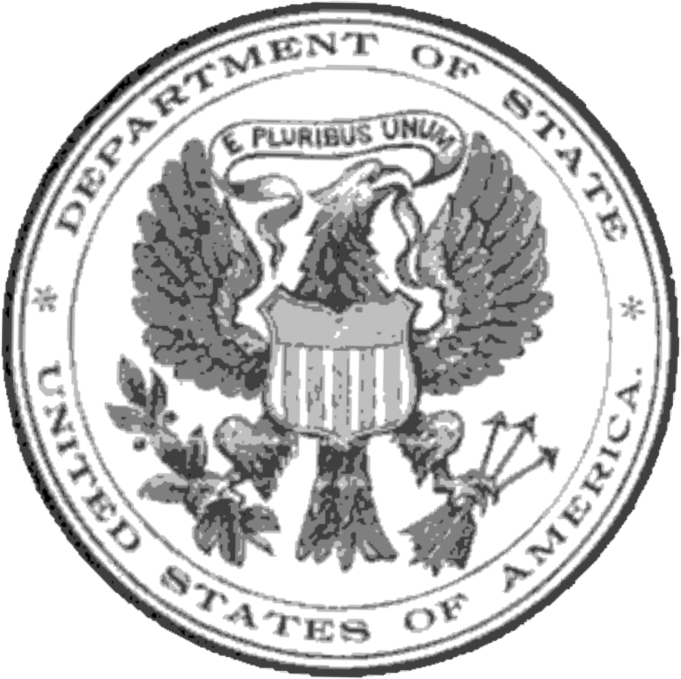 DEPARTMENT OF STATE
E PLURIBUS UNUM
* UNITED STATES OF AMERICA. *